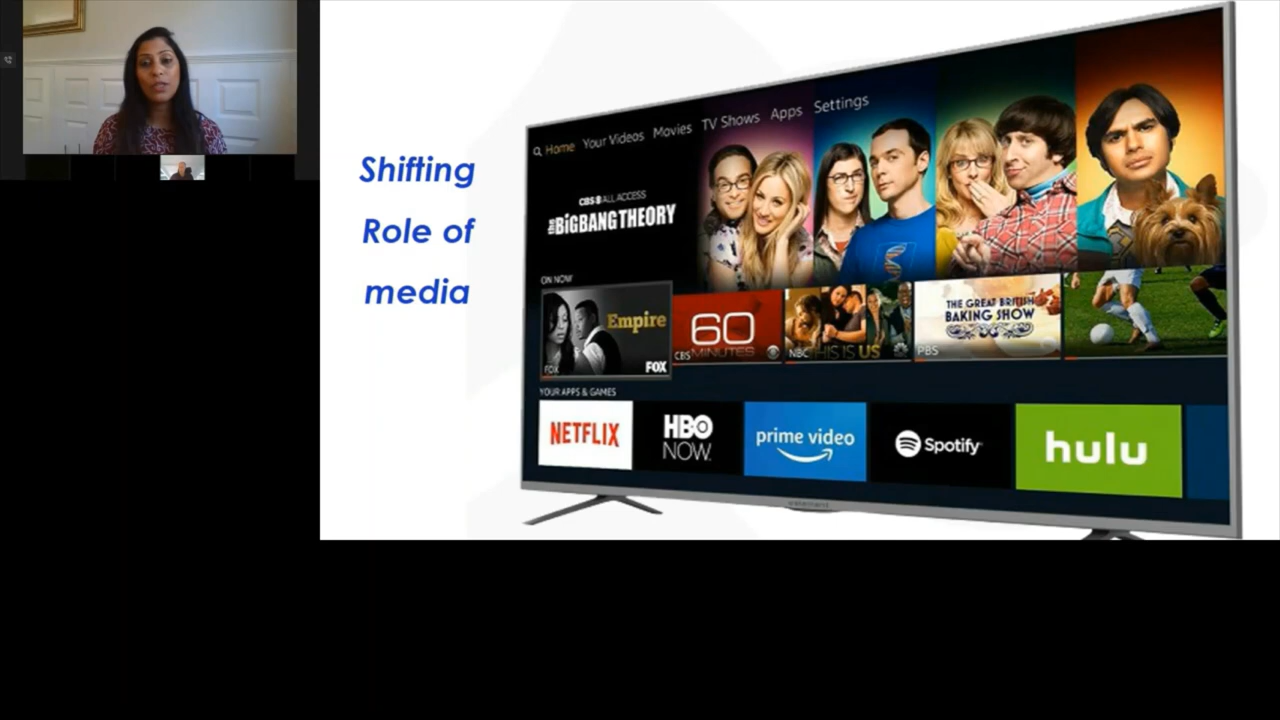 Shifting
Role of
media
Home Your Videos Movies TV Shows Apps Settings
CBS ALL ACCESS
the BIGBANG THEORY
ON NOW
Empire
FOX
FOX
60
MINUTES
CBS
THIS IS US
NBC
THE GREAT BRITISH
BAKING SHOW
PBS
YOUR APPS & GAMES
NETFLIX
HBO
NOW
prime video
Spotify
hulu
element